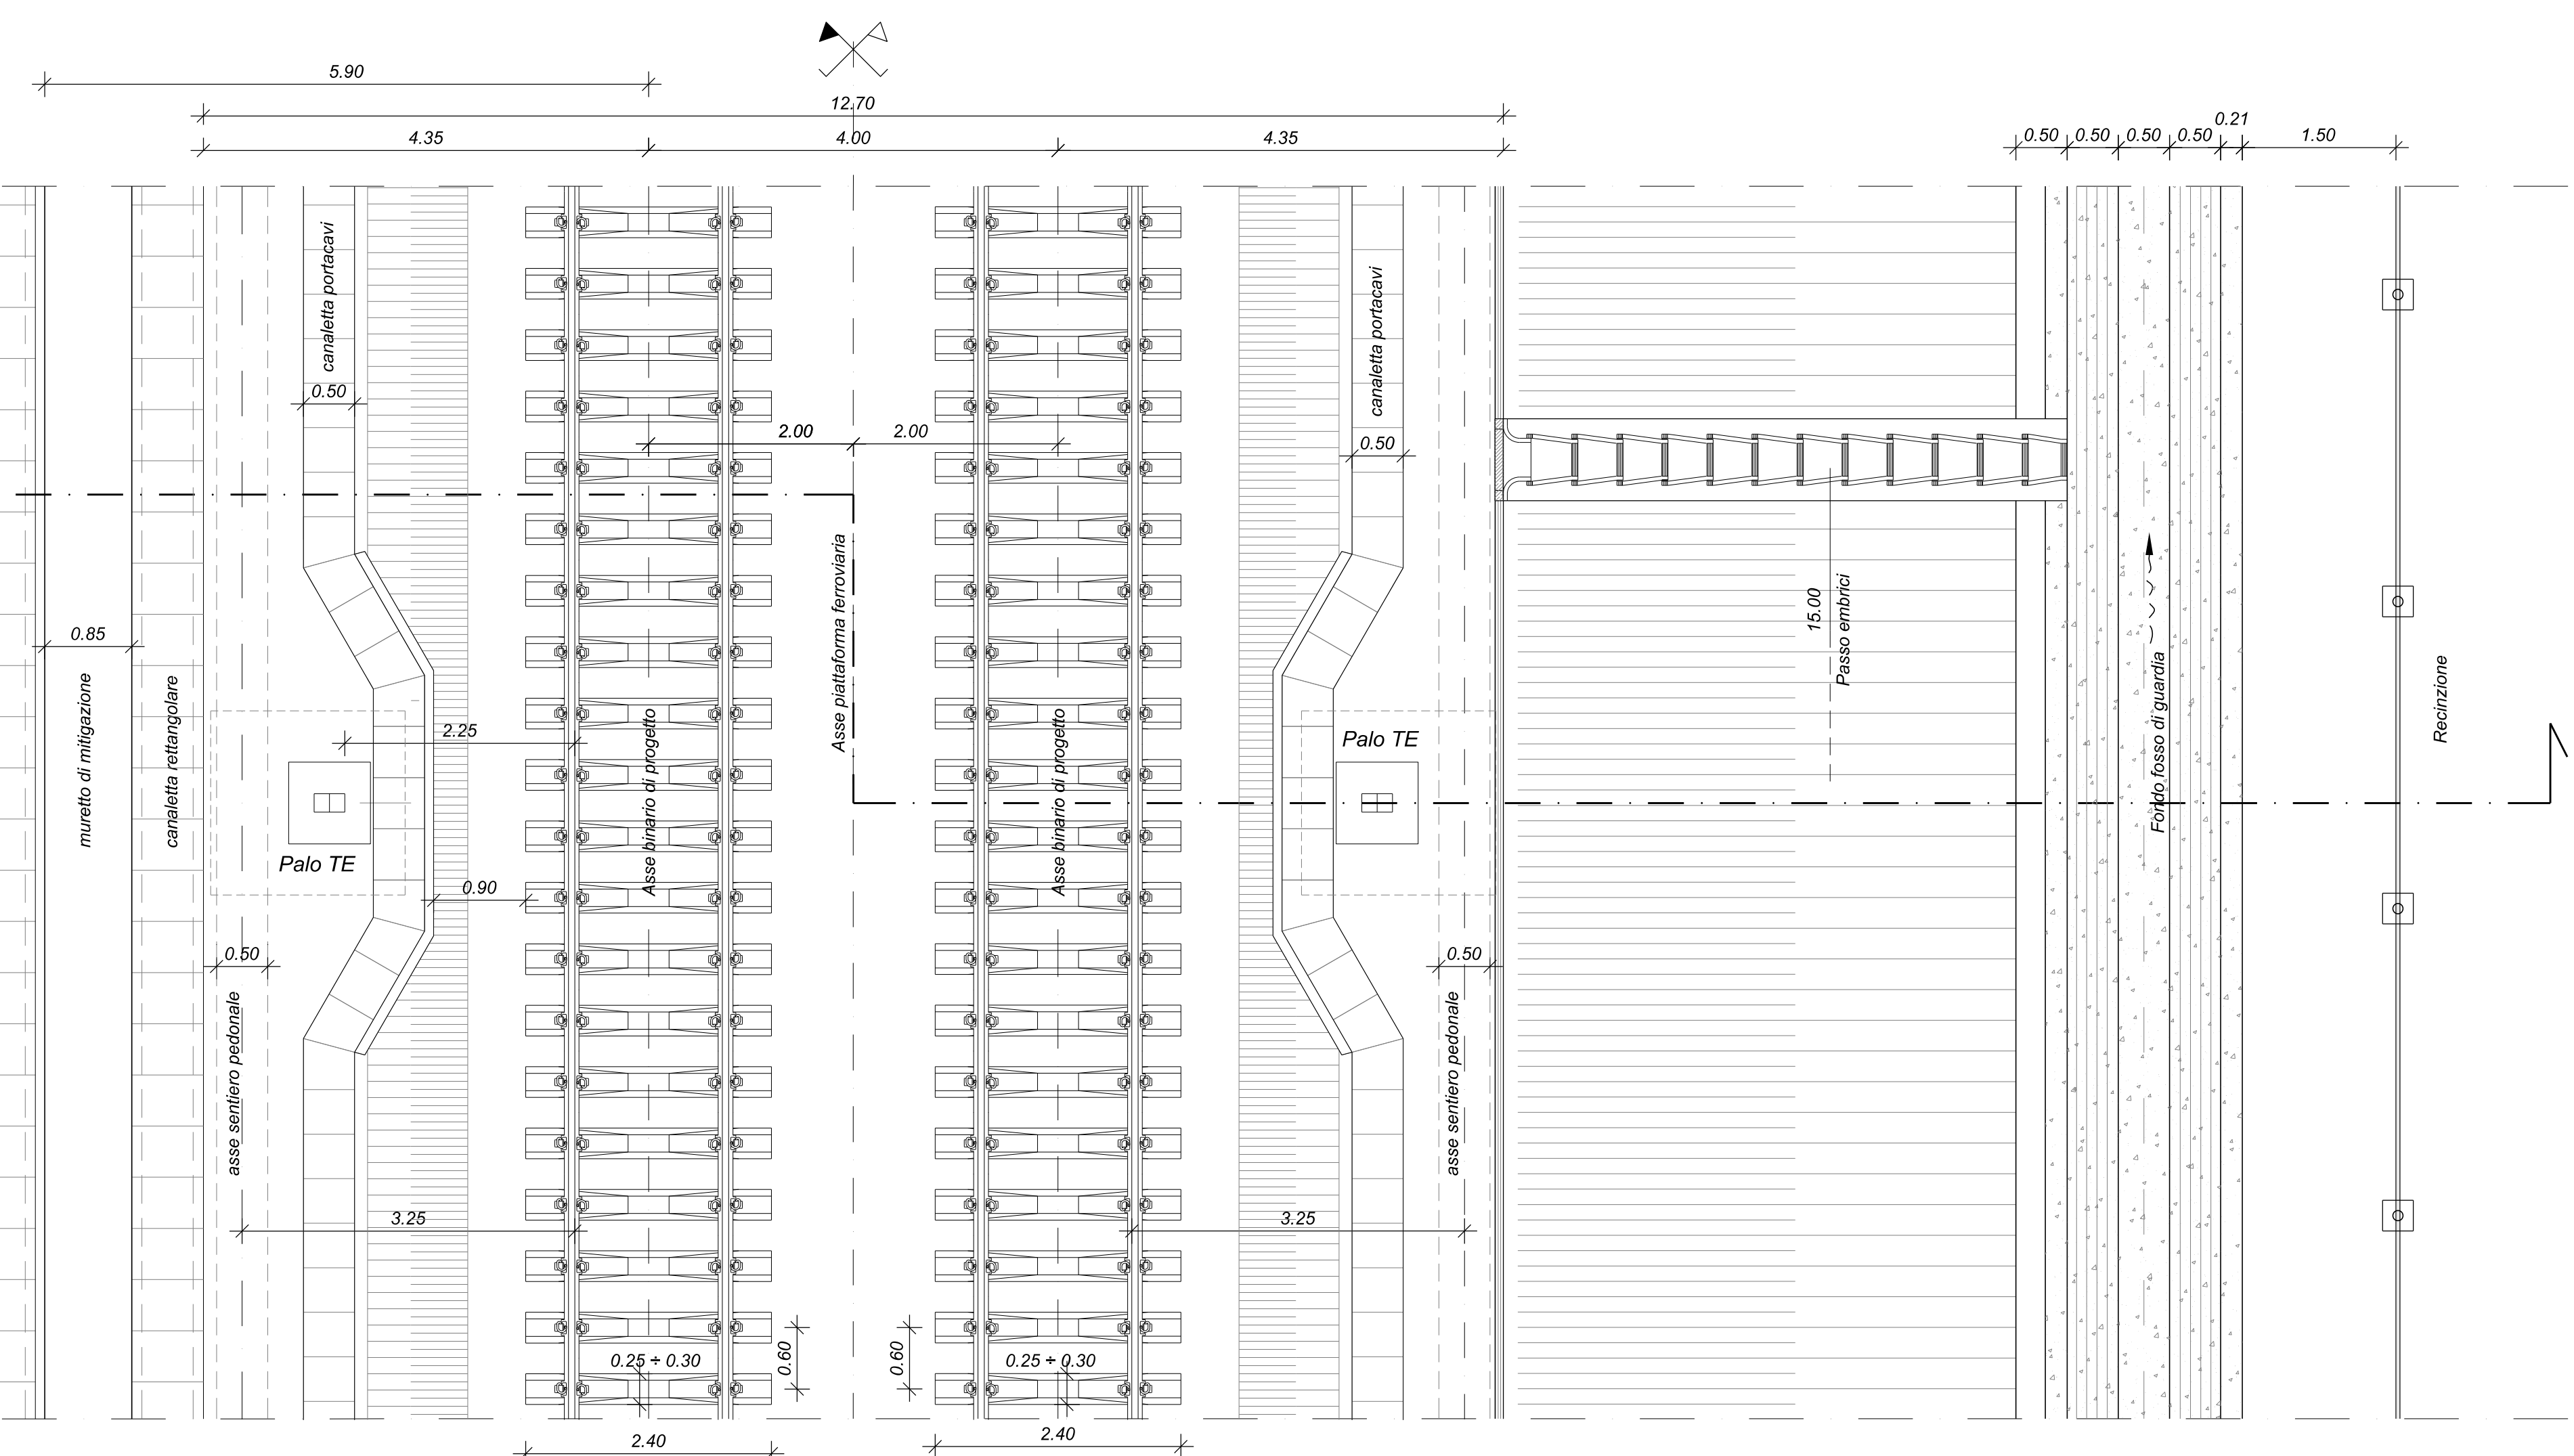 5.90
12.70
4.35
4.00
4.35
0.21
0.50
0.50
0.50
0.50
1.50
canaletta portacavi
canaletta portacavi
0.50
2.00
2.00
0.50
Asse piattaforma ferroviaria
15.00
Passo embrici
0.85
muretto di mitigazione
canaletta rettangolare
2.25
Palo TE
Asse binario di progetto
Asse binario di progetto
Palo TE
Fondo fosso di guardia
Recinzione
0.90
0.50
0.50
asse sentiero pedonale
asse sentiero pedonale
3.25
3.25
0.25 ÷ 0.30
0.60
0.60
0.25 ÷ 0.30
2.40
2.40